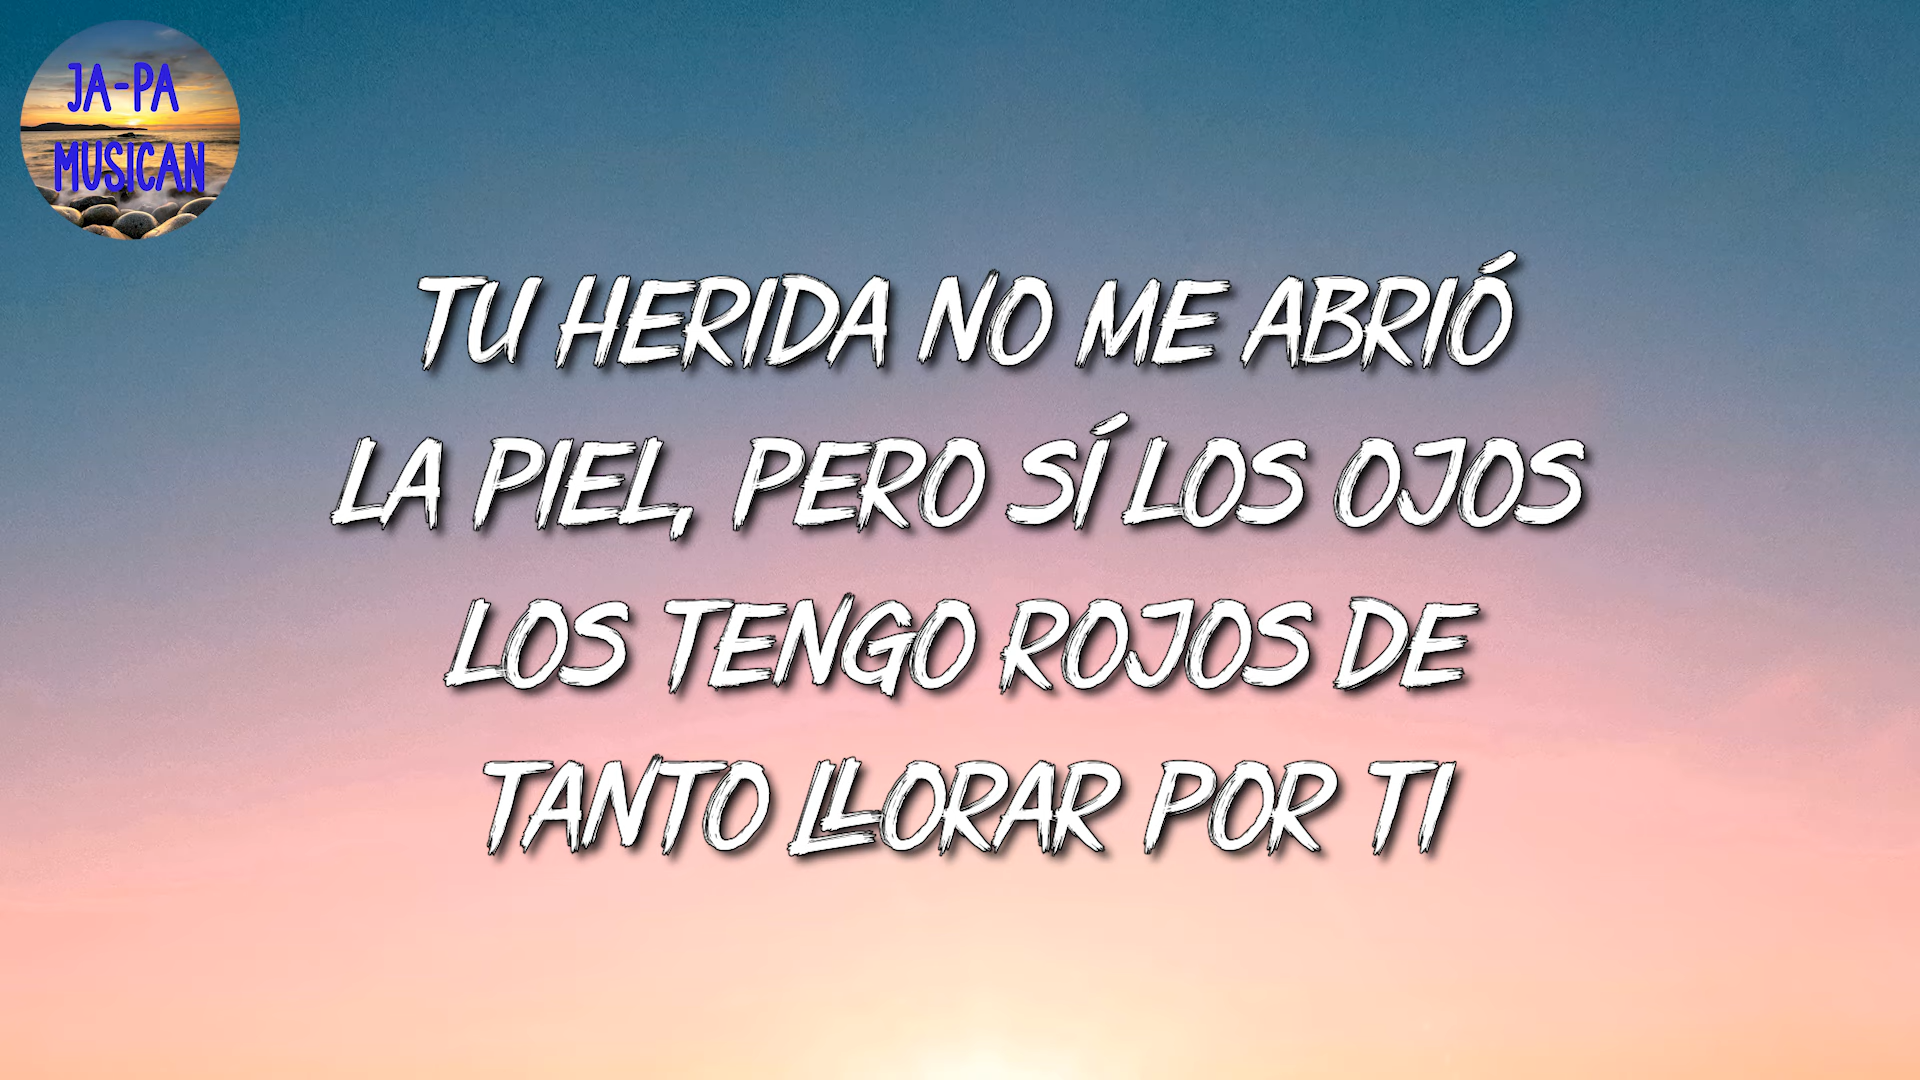 JA-PA
MUSICAN
TU HERIDA NO ME ABRIÓ
LA PIEL, PERO SÍ LOS OJOS
LOS TENGO ROJOS DE
TANTO LLORAR POR TI